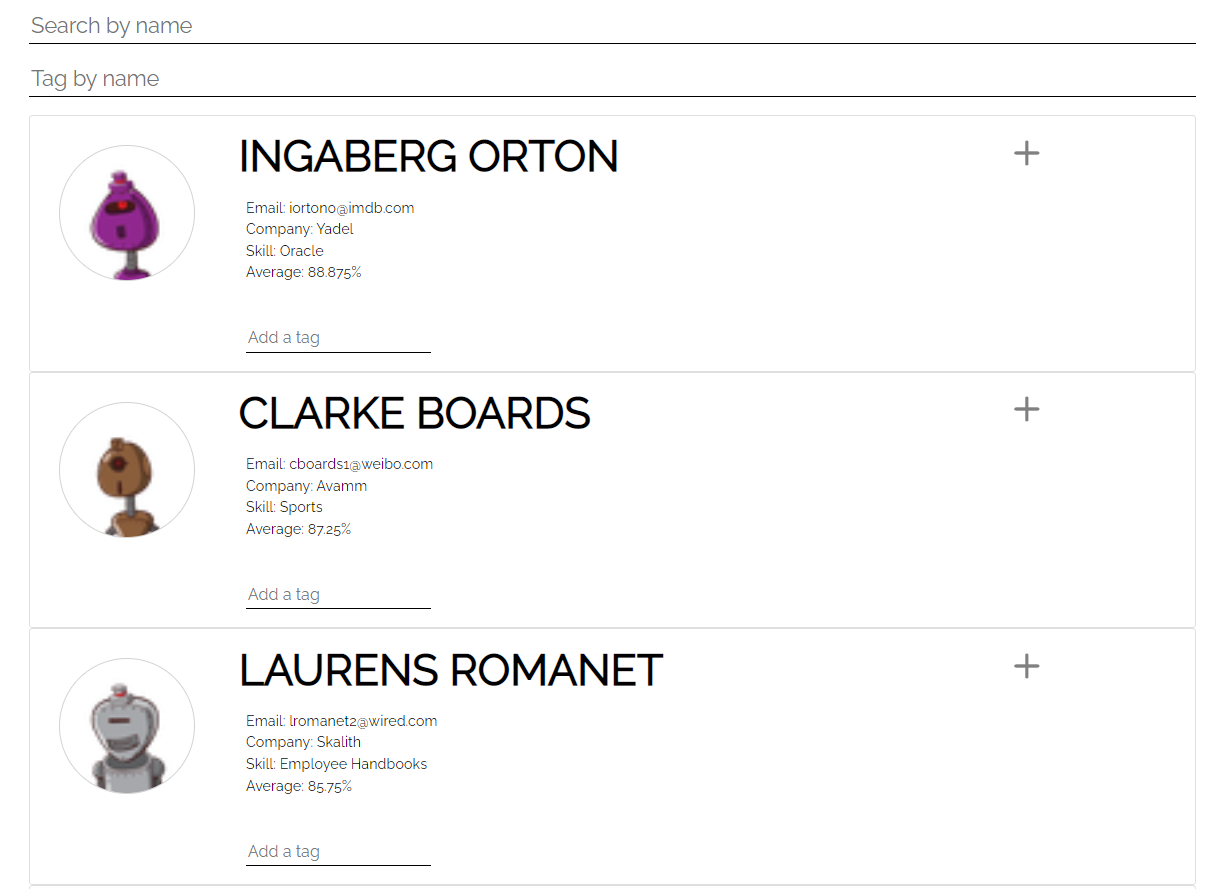 Search by name
Tag by name
INGABERG ORTON
Email: iorton0@imdb.com
Company: Yadel
Skill: Oracle
Average: 88.875%
Add a tag
CLARKE BOARDS
Email: cboards1@weibo.com
Company: Avamm
Skill: Sports
Average: 87.25%
Add a tag
LAURENS ROMANET
Email: lromanet2@wired.com
Company: Skalith
Skill: Employee Handbooks
Average: 85.75%
Add a tag